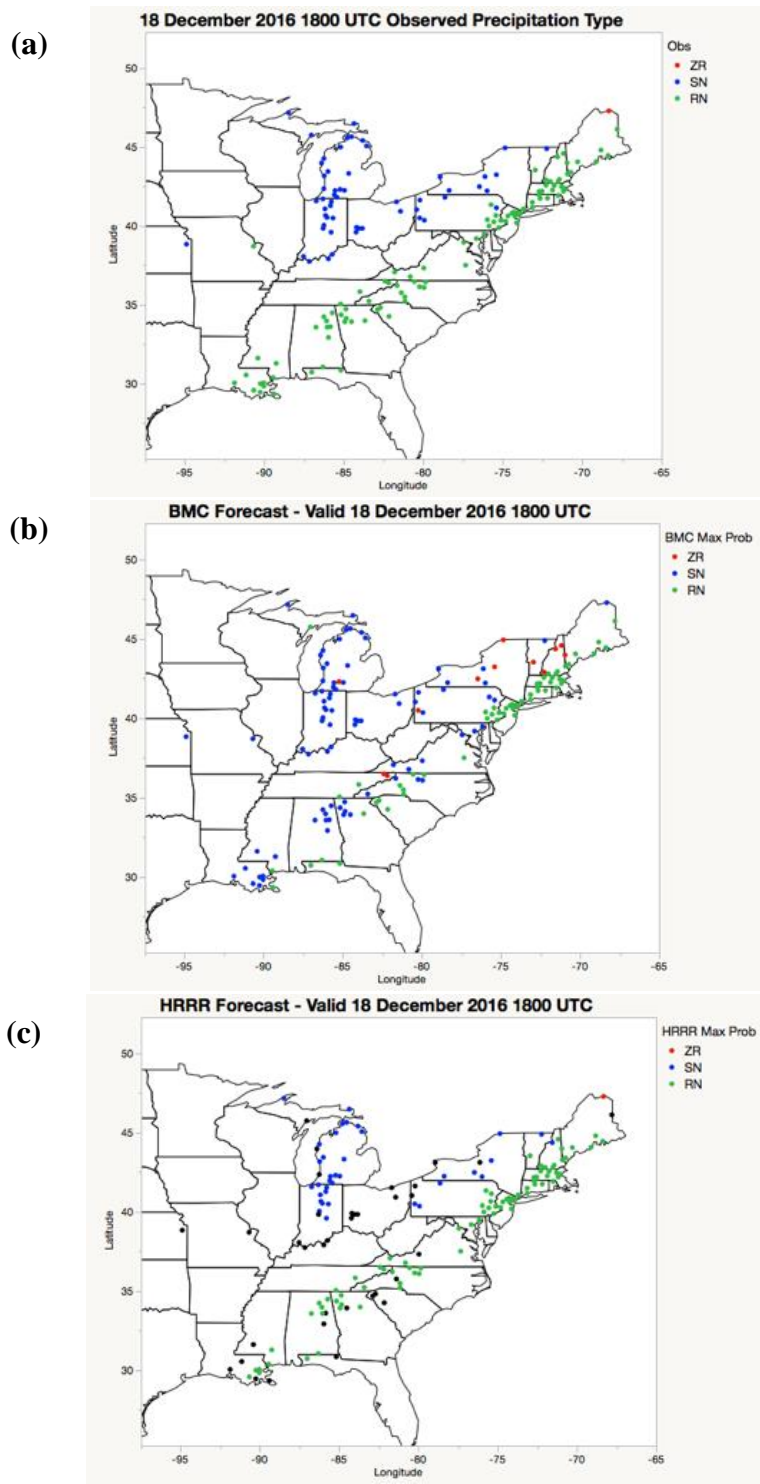 (a)
18 December 2016 1800 UTC Observed Precipitation Type
Obs
ZR
SN
RN
50
45
40
35
30
Latitude
-95 -90 -85 -80 -75 -70 -65
Longitude
(b)
BMC Forecast - Valid 18 December 2016 1800 UTC
BMC Max Prob
ZR
SN
RN
50
45
40
35
30
Latitude
-95 -90 -85 -80 -75 -70 -65
Longitude
(c)
HRRR Forecast - Valid 18 December 2016 1800 UTC
HRRR Max Prob
ZR
SN
RN
50
45
40
35
30
Latitude
-95 -90 -85 -80 -75 -70 -65
Longitude